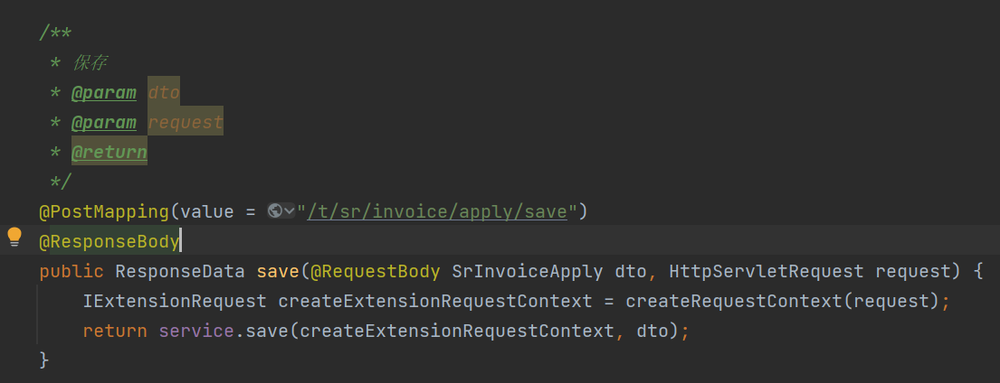 /**
 * 保存
 * @param dto
 * @param request
 * @return
 */
@PostMapping(value = "/t/sr/invoice/apply/save")
@ResponseBody
public ResponseData save(@RequestBody SrInvoiceApply dto, HttpServletRequest request) {
    IExtensionRequest createExtensionRequestContext = createRequestContext(request);
    return service.save(createExtensionRequestContext, dto);
}